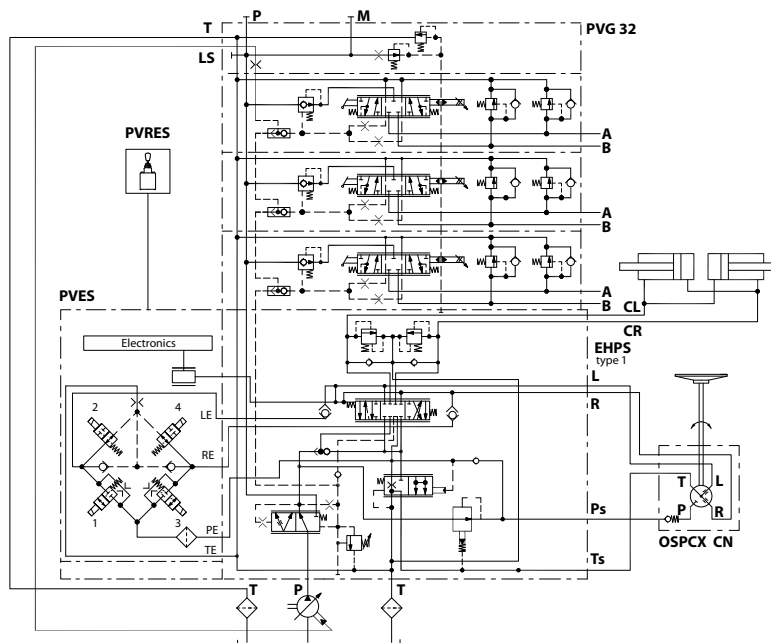 T
P
M
PVG 32
LS
PVRES
A
B
A
B
A
B
PVES
CL
CR
EHPS
type 1
Electronics
L
R
2
4
LE
RE
T
L
1
3
PE
Ps
P
R
TE
OSPCX CN
Ts
T
P
T